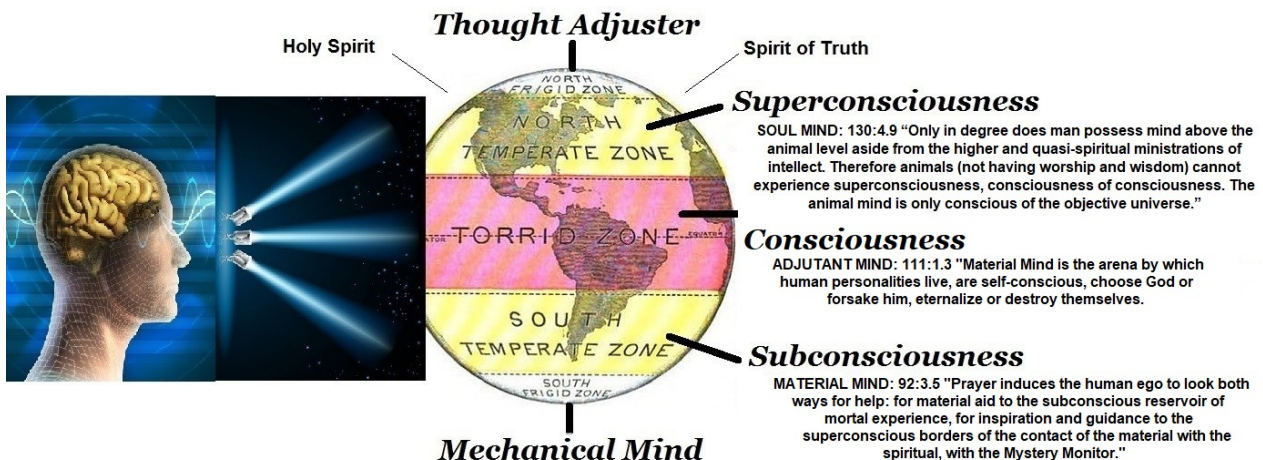 Thought Adjuster
Holy Spirit
Spirit of Truth
NORTH
FRIGID ZONE
NORTH
TEMPERATE ZONE
TORRID ZONE
EQUATOR
SOUTH
TEMPERATE ZONE
SOUTH
FRIGID ZONE
Mechanical Mind
Superconsciousness
SOUL MIND: 130:4.9 “Only in degree does man possess mind above the
animal level aside from the higher and quasi-spiritual ministrations of
intellect. Therefore animals (not having worship and wisdom) cannot
experience superconsciousness, consciousness of consciousness. The
animal mind is only conscious of the objective universe.”
Consciousness
ADJUTANT MIND: 111:1.3 "Material Mind is the arena by which
human personalities live, are self-conscious, choose God or
forsake him, eternalize or destroy themselves.
Subconsciousness
MATERIAL MIND: 92:3.5 "Prayer induces the human ego to look both
ways for help: for material aid to the subconscious reservoir of
mortal experience, for inspiration and guidance to the
superconscious borders of the contact of the material with the
spiritual, with the Mystery Monitor."